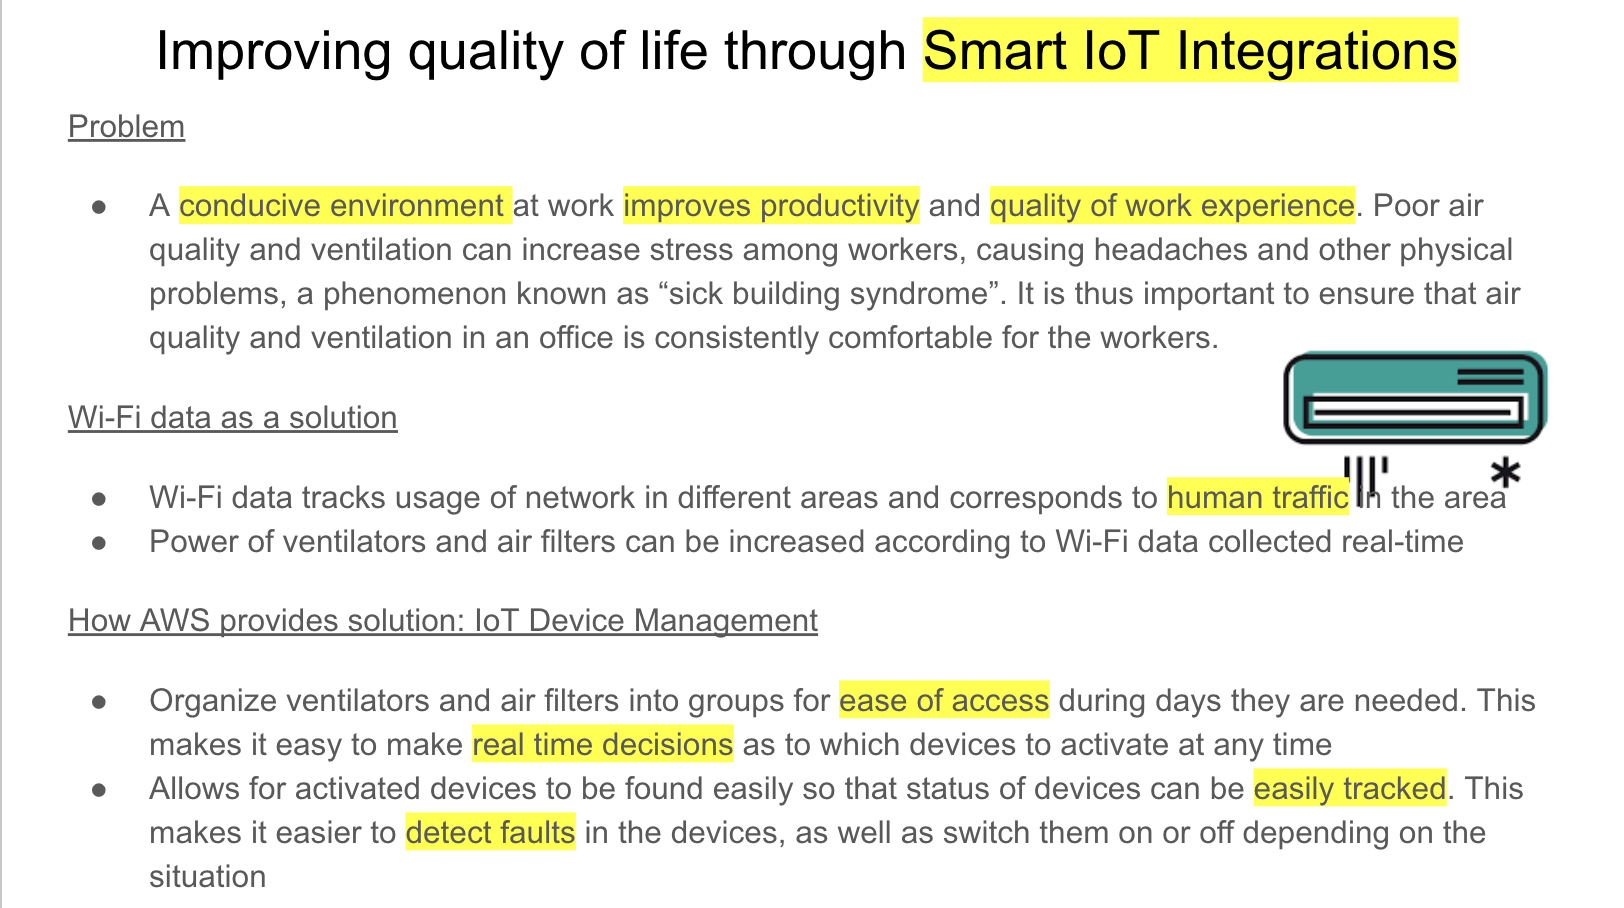 Improving quality of life through Smart IoT Integrations
Problem
● A conducive environment at work improves productivity and quality of work experience. Poor air
quality and ventilation can increase stress among workers, causing headaches and other physical
problems, a phenomenon known as “sick building syndrome”. It is thus important to ensure that air
quality and ventilation in an office is consistently comfortable for the workers.
Wi-Fi data as a solution
● Wi-Fi data tracks usage of network in different areas and corresponds to human traffic in the area
● Power of ventilators and air filters can be increased according to Wi-Fi data collected real-time
How AWS provides solution: IoT Device Management
● Organize ventilators and air filters into groups for ease of access during days they are needed. This
makes it easy to make real time decisions as to which devices to activate at any time
● Allows for activated devices to be found easily so that status of devices can be easily tracked. This
makes it easier to detect faults in the devices, as well as switch them on or off depending on the
situation